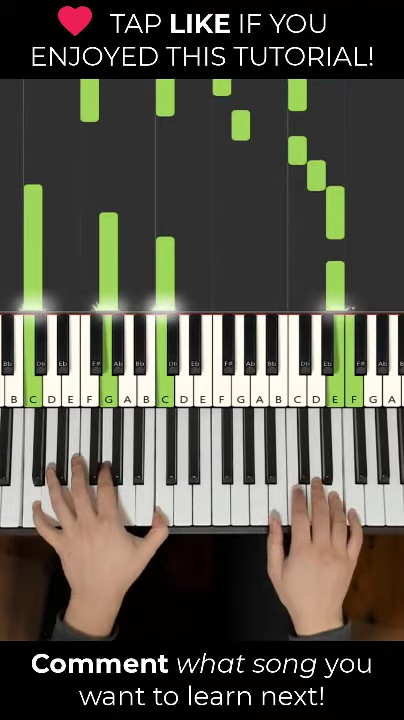 TAP LIKE IF YOU
ENJOYED THIS TUTORIAL!
Bb Db Eb F# Ab Bb Db Eb F# Ab Bb Db Eb F# Ab
B C D E F G A B C D E F G A B C D E F G A
Comment what song you
want to learn next!